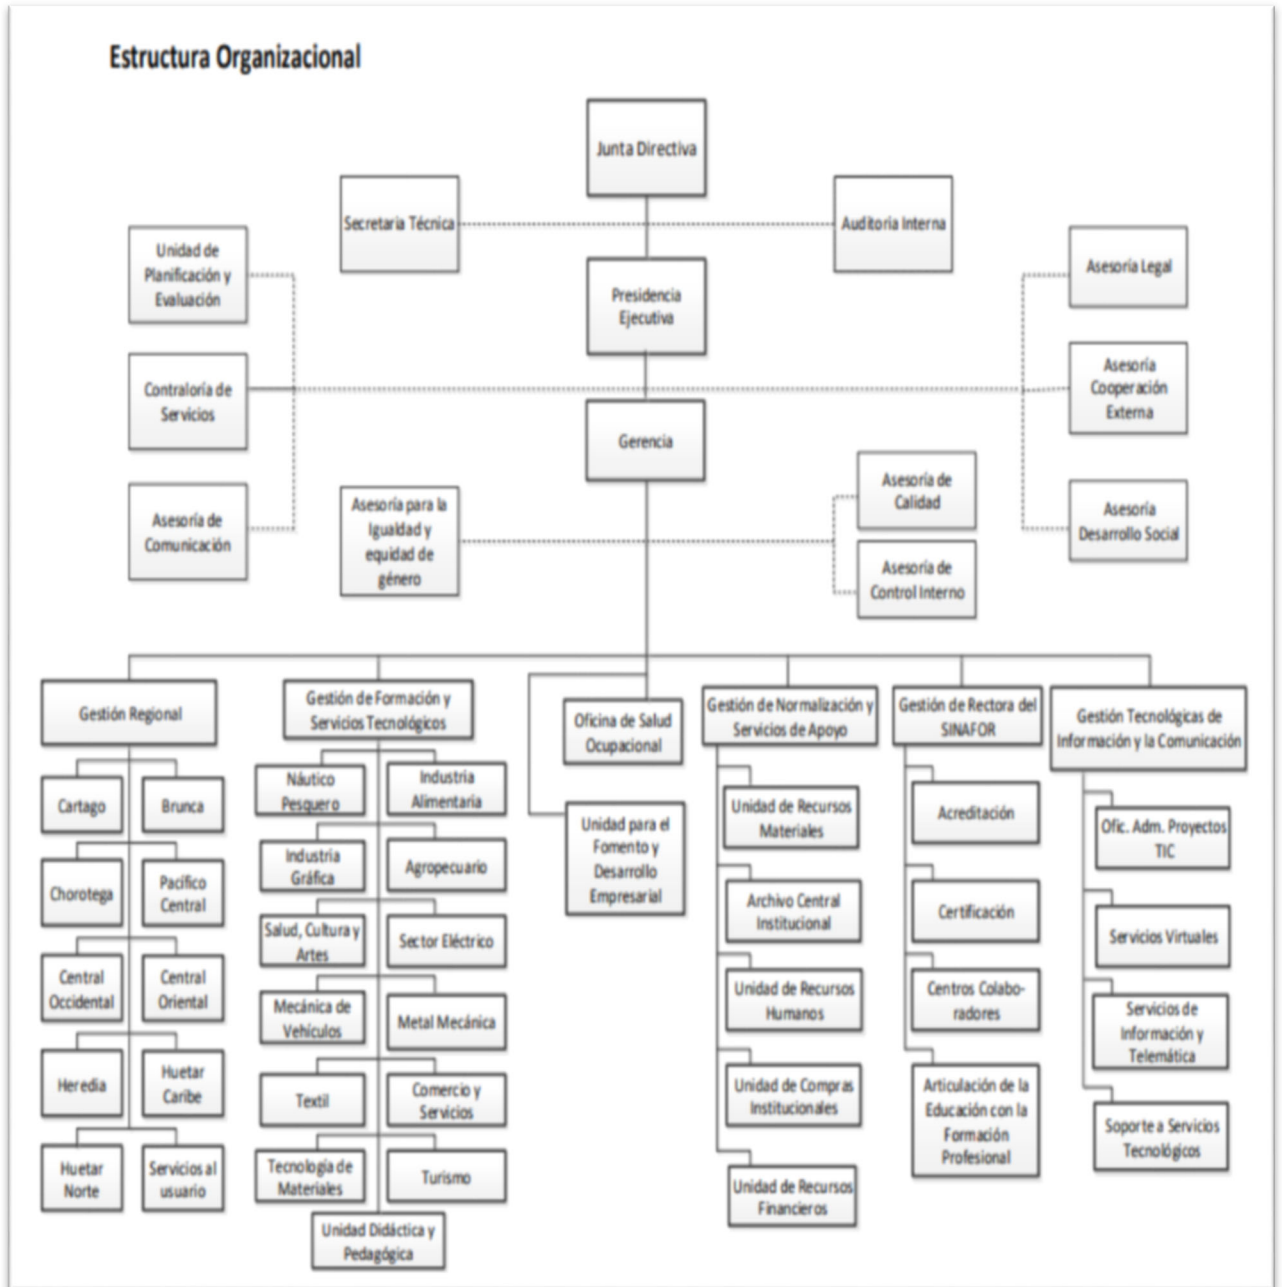 Estructura Organizacional
Junta Directiva
Secretaria Técnica
Auditoria Interna
Unidad de
Planificación y
Evaluación
Presidencia
Ejecutiva
Asesoría Legal
Contraloría de
Servicios
Asesoría
Cooperación
Externa
Gerencia
Asesoría de
Comunicación
Asesoría para la
Igualdad y
equidad de
género
Asesoría de
Calidad
Asesoría de
Control Interno
Asesoría
Desarrollo Social
Gestión Regional
Cartago
Brunca
Chorotega
Pacífico
Central
Central
Occidental
Central
Oriental
Heredia
Huetar
Caribe
Huetar
Norte
Servicios al
usuario
Gestión de Formación y
Servicios Tecnológicos
Náutico
Pesquero
Industria
Alimentaria
Industria
Gráfica
Agropecuario
Salud, Cultura y
Artes
Sector Eléctrico
Mecánica de
Vehículos
Metal Mecánica
Textil
Comercio y
Servicios
Tecnología de
Materiales
Turismo
Unidad Didáctica y
Pedagógica
Oficina de Salud
Ocupacional
Unidad para el
Fomento y
Desarrollo
Empresarial
Gestión de Normalización y
Servicios de Apoyo
Unidad de Recursos
Materiales
Archivo Central
Institucional
Unidad de Recursos
Humanos
Unidad de Compras
Institucionales
Unidad de Recursos
Financieros
Gestión de Rectora del
SINAFOR
Acreditación
Certificación
Centros Colabo-
radores
Articulación de la
Educación con la
Formación
Profesional
Gestión Tecnológicas de
Información y la Comunicación
Ofic. Adm. Proyectos
TIC
Servicios Virtuales
Servicios de
Información y
Telemática
Soporte a Servicios
Tecnológicos